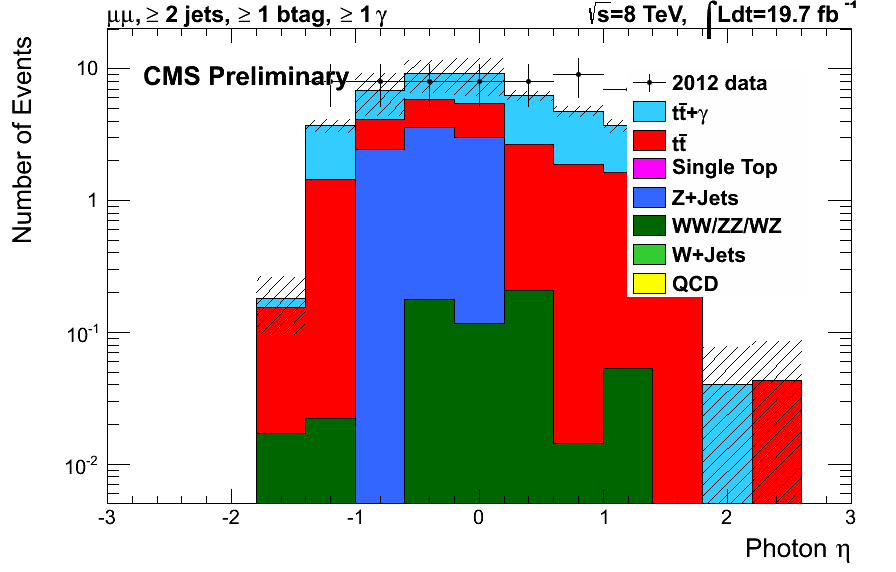 μμ, ≥ 2 jets, ≥ 1 btag, ≥ 1 γ
√s=8 TeV, ∫Ldt=19.7 fb⁻¹
CMS Preliminary
2012 data
tt̄+γ
tt̄
Single Top
Z+Jets
WW/ZZ/WZ
W+Jets
QCD
Number of Events
10
1
10⁻¹
10⁻²
-3 -2 -1 0 1 2 3
Photon η